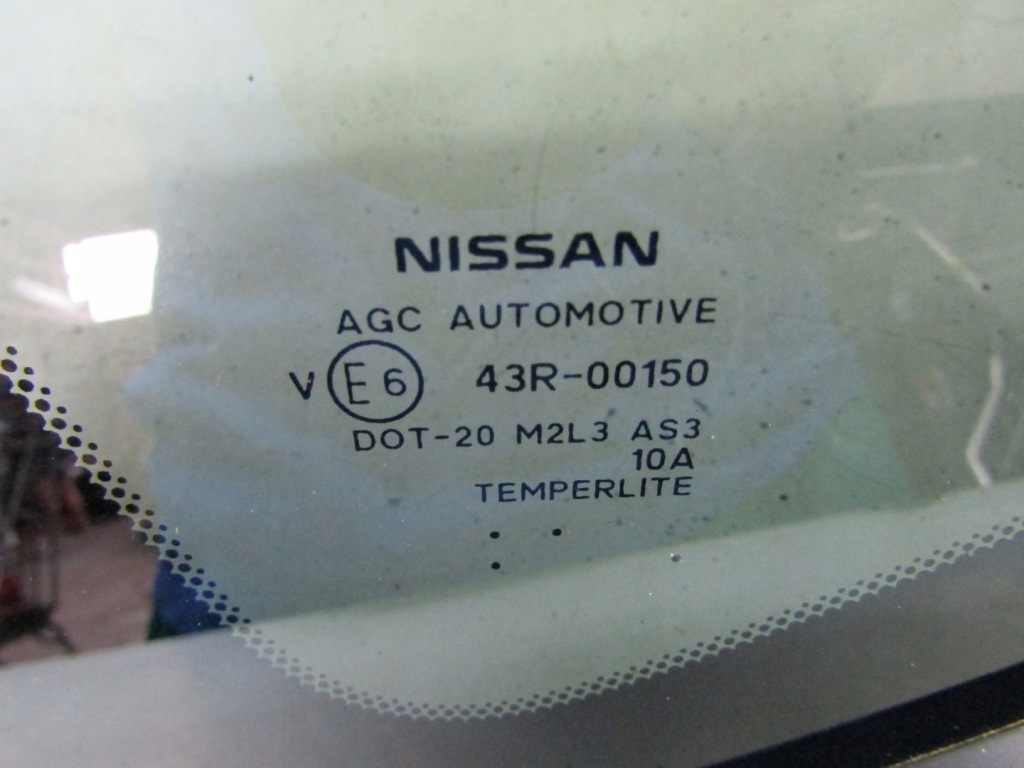 NISSAN
AGC AUTOMOTIVE
V E6 43R-00150
DOT-20 M2L3 AS3
10A
TEMPERLITE